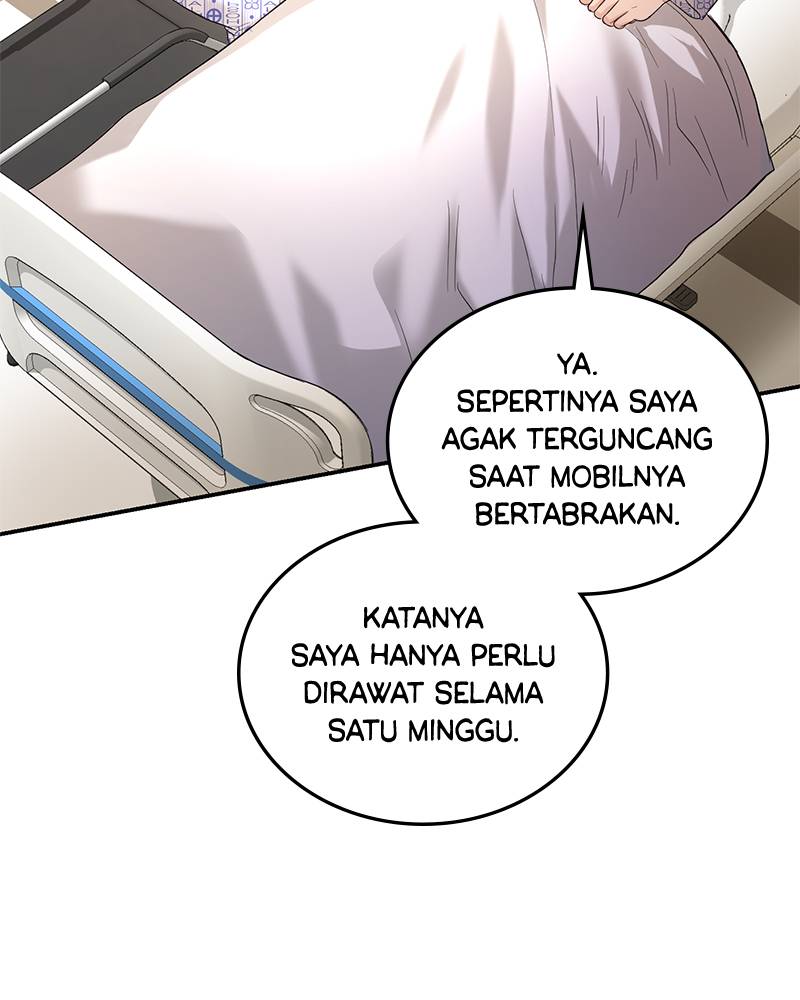 YA.
SEPERTINYA SAYA
AGAK TERGUNCANG
SAAT MOBILNYA
BERTABRAKAN.
KATANYA
SAYA HANYA PERLU
DIRAWAT SELAMA
SATU MINGGU.